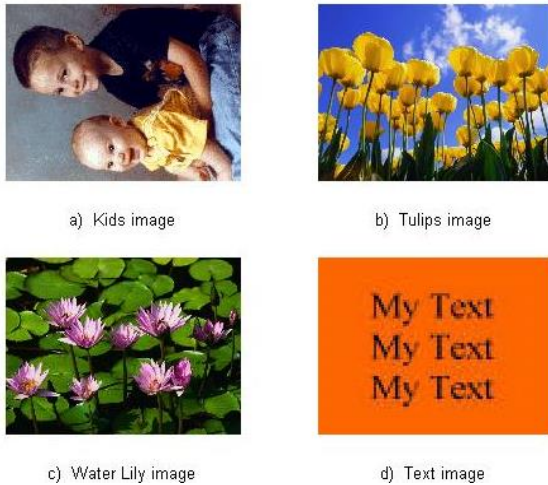 a) Kids image
b) Tulips image
My Text
My Text
My Text
c) Water Lily image
d) Text image